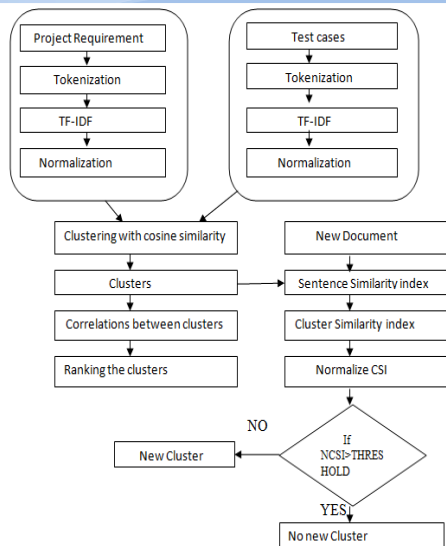 Project Requirement
Tokenization
TF-IDF
Normalization
Test cases
Tokenization
TF-IDF
Normalization
Clustering with cosine similarity
Clusters
Correlations between clusters
Ranking the clusters
New Document
Sentence Similarity index
Cluster Similarity index
Normalize CSI
If
NCSI>THRES
HOLD
NO
New Cluster
YES
No new Cluster